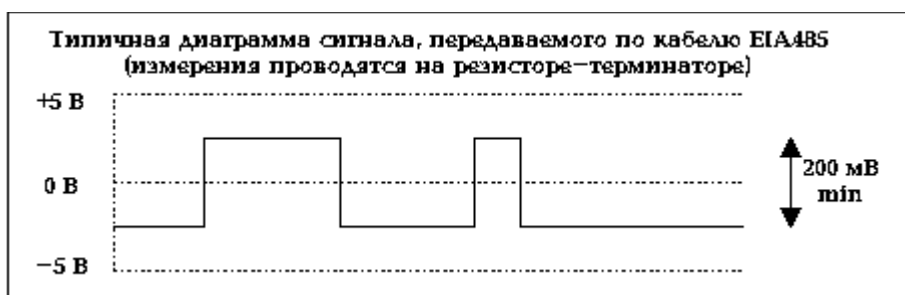 Типичная диаграмма сигнала, передаваемого по кабелю EIA485
(измерения проводятся на резисторе-терминаторе)
+5 В
0 В
200 мВ
min
−5 В